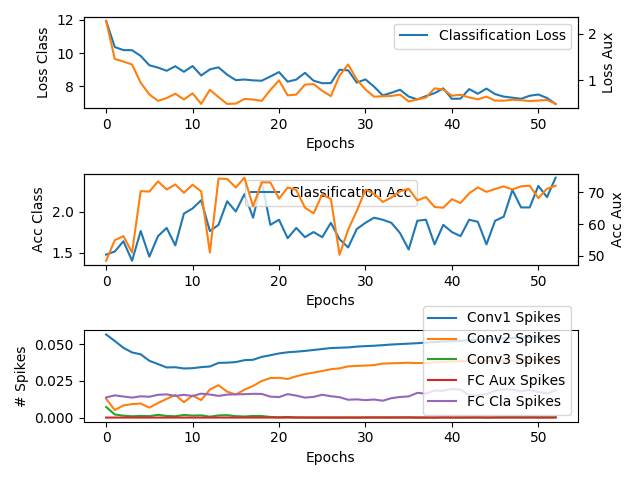 12
10
8
Loss Class
Classification Loss
2
1
Loss Aux
0 10 20 30 40 50
Epochs
2.0
1.5
Acc Class
Classification Acc
70
60
50
Acc Aux
0 10 20 30 40 50
Epochs
0.050
0.025
0.000
# Spikes
Conv1 Spikes
Conv2 Spikes
Conv3 Spikes
FC Aux Spikes
FC Cla Spikes
0 10 20 30 40 50
Epochs